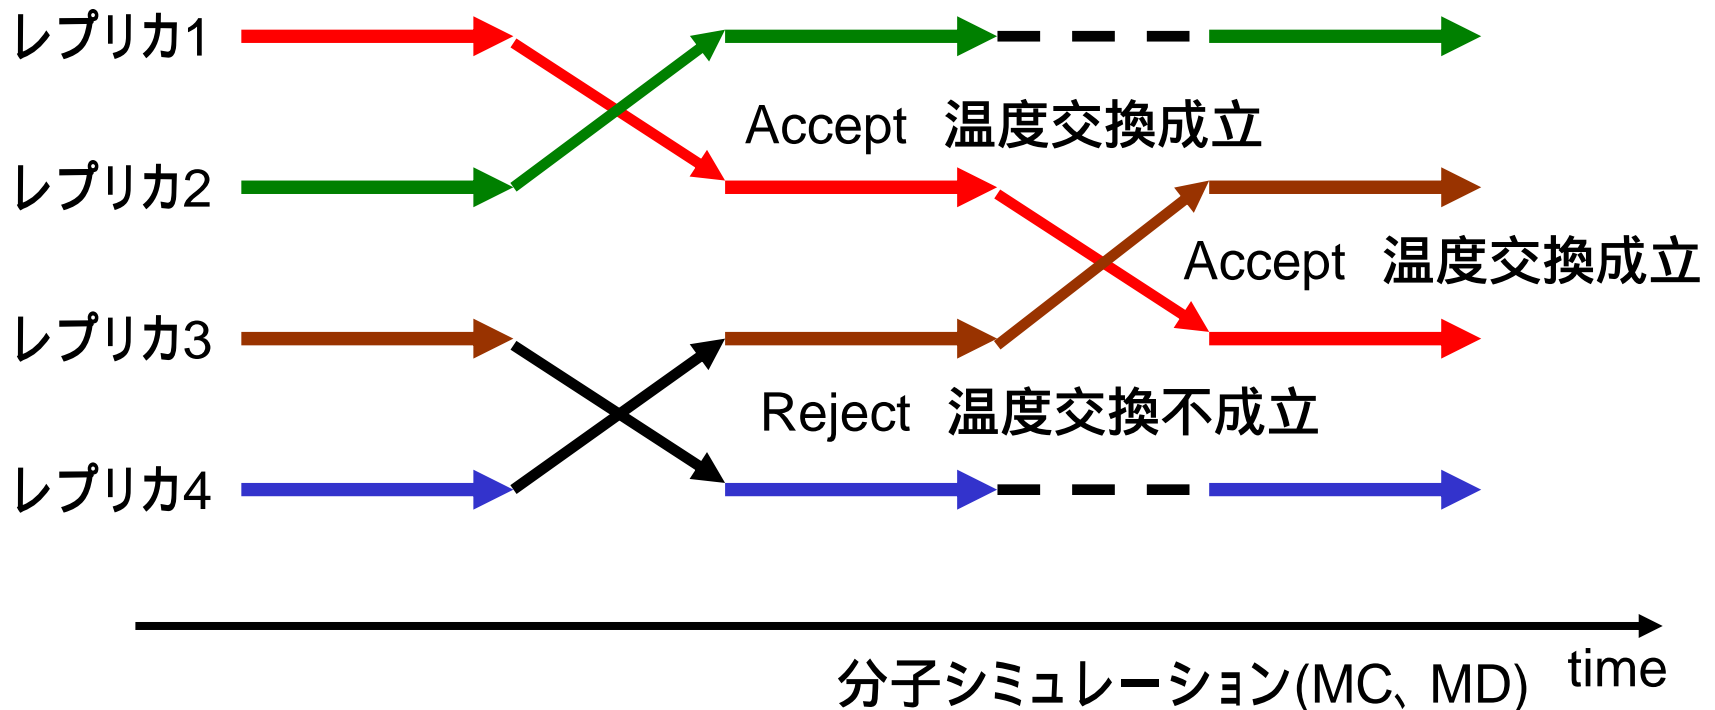 レプリカ1
Accept 温度交換成立
レプリカ2
Accept 温度交換成立
レプリカ3
Reject 温度交換不成立
レプリカ4
time
分子シミュレーション(MC、MD)